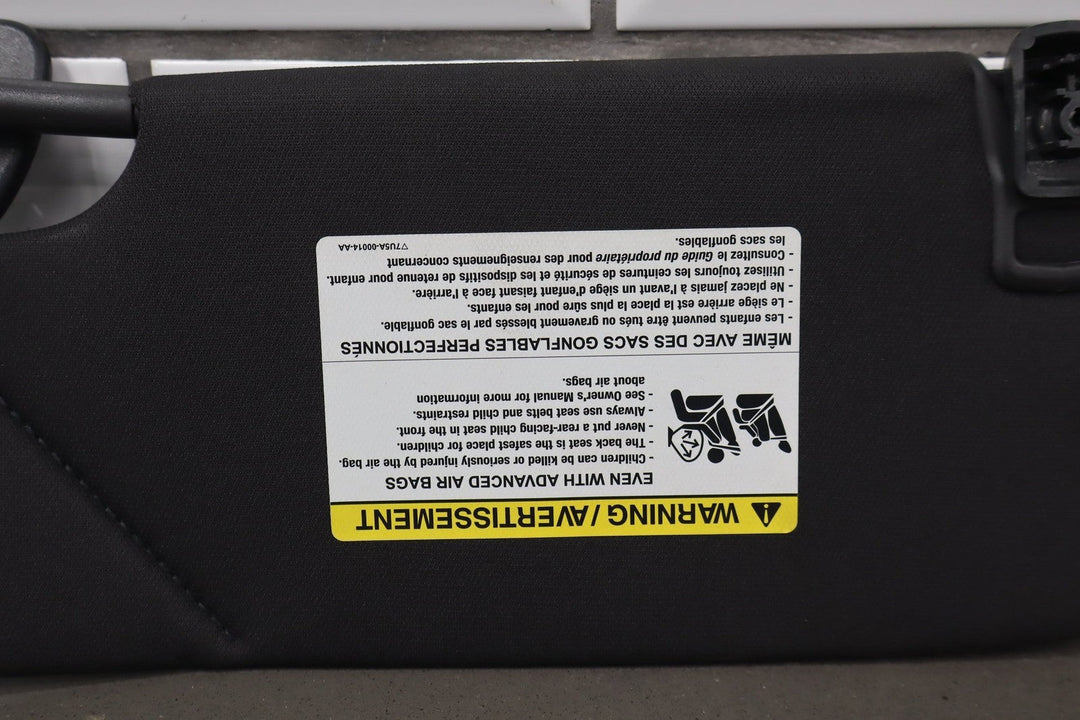 WARNING / AVERTISSEMENT
EVEN WITH ADVANCED AIR BAGS
- Children can be killed or seriously injured by the air bag.
- The back seat is the safest place for children.
- Never put a rear-facing child seat in the front.
- Always use seat belts and child restraints.
- See Owner's Manual for more information
about air bags.
MÊME AVEC DES SACS GONFLABLES PERFECTIONNÉS
- Les enfants peuvent être tués ou gravement blessés par le sac gonflable.
- Le siège arrière est la place la plus sûre pour les enfants.
- Ne placez jamais à l'avant un siège d'enfant faisant face à l'arrière.
- Utilisez toujours les ceintures de sécurité et les dispositifs de retenue pour enfant.
- Consultez le Guide du propriétaire pour des renseignements concernant
les sacs gonflables.
7U5A-00014-AA